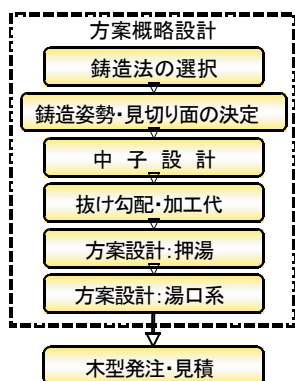 方案概略設計
鋳造法の選択
鋳造姿勢・見切り面の決定
中子設計
抜け勾配・加工代
方案設計:押湯
方案設計:湯口系
木型発注・見積